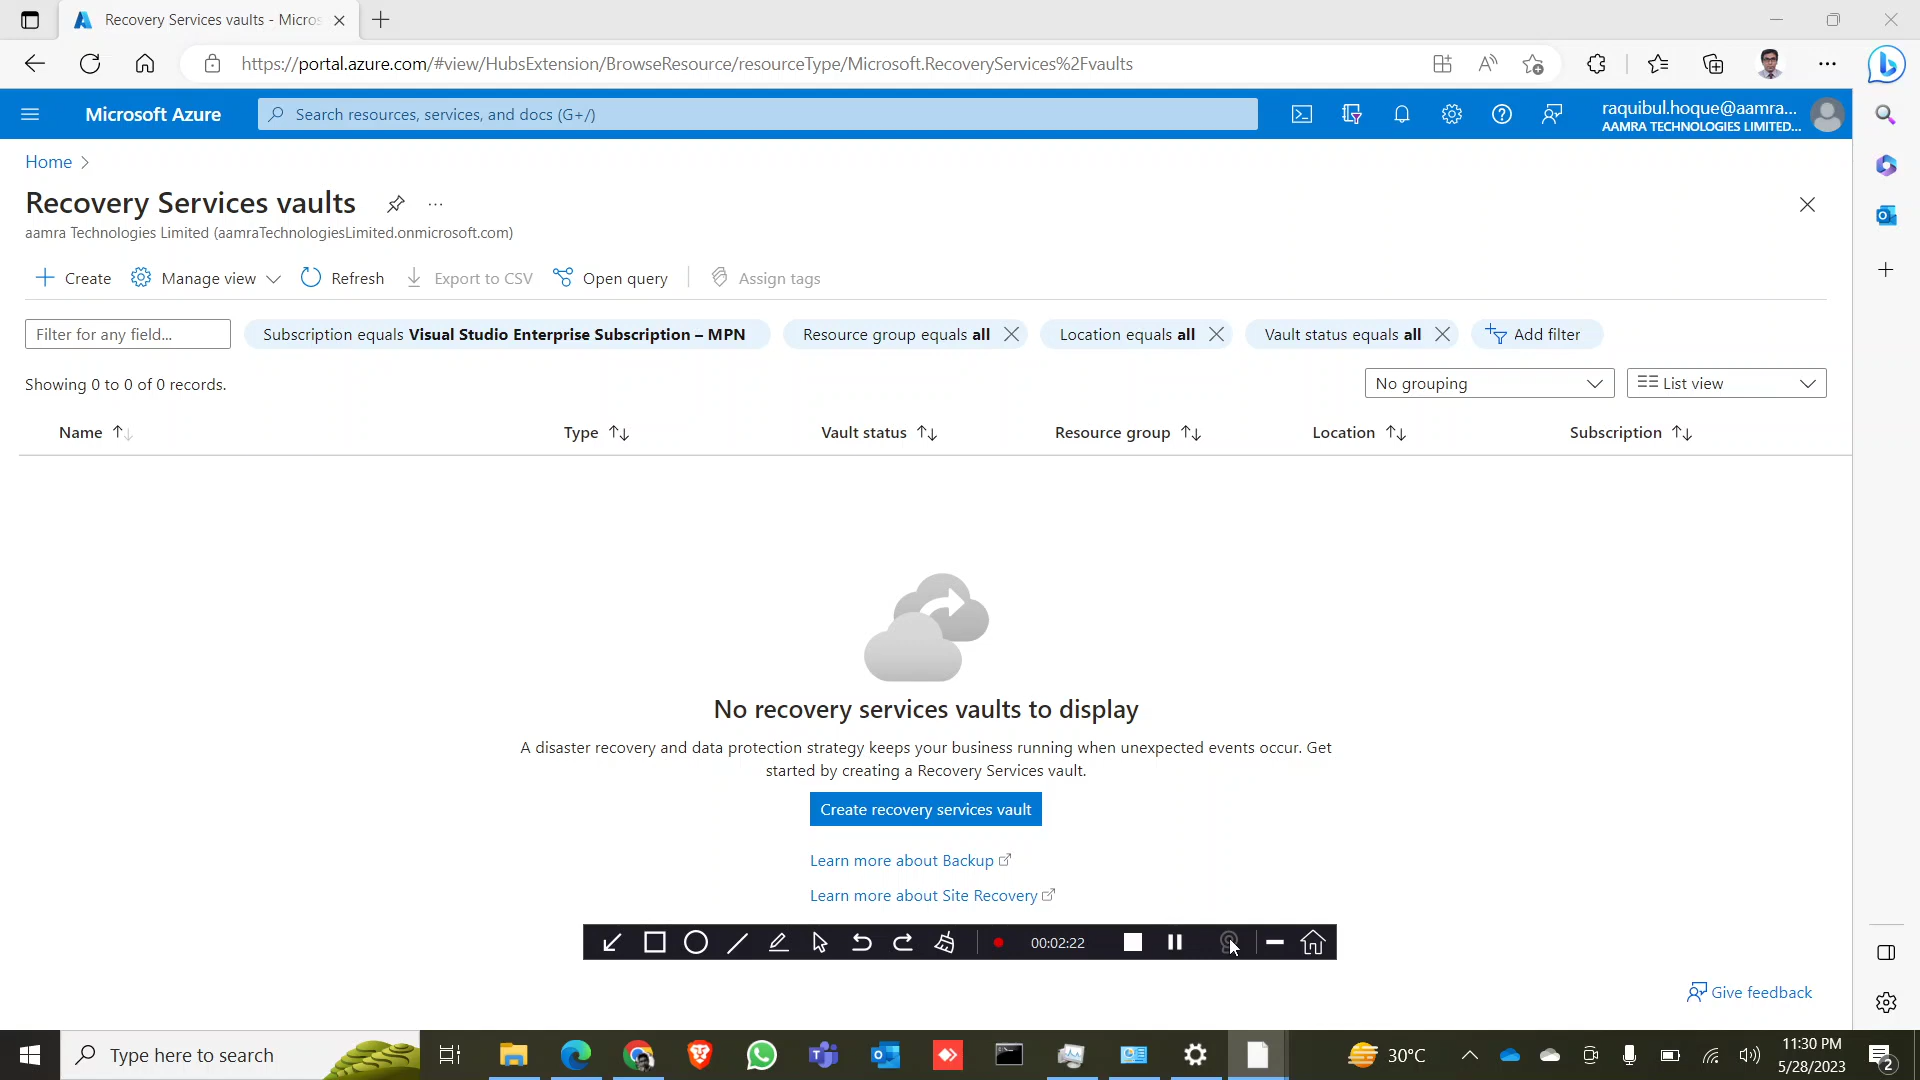 Recovery Services vaults - Micros
https://portal.azure.com/#view/HubsExtension/BrowseResource/resourceType/Microsoft.RecoveryServices%2Fvaults
Microsoft Azure
Search resources, services, and docs (G+/)
raquibul.hoque@aamra...
AAMRA TECHNOLOGIES LIMITED...
Home
Recovery Services vaults
aamra Technologies Limited (aamraTechnologiesLimited.onmicrosoft.com)
Create
Manage view
Refresh
Export to CSV
Open query
Assign tags
Filter for any field...
Subscription equals Visual Studio Enterprise Subscription – MPN
Resource group equals all
Location equals all
Vault status equals all
Add filter
Showing 0 to 0 of 0 records.
No grouping
List view
Name
Type
Vault status
Resource group
Location
Subscription
No recovery services vaults to display
A disaster recovery and data protection strategy keeps your business running when unexpected events occur. Get
started by creating a Recovery Services vault.
Create recovery services vault
Learn more about Backup
Learn more about Site Recovery
00:02:22
Give feedback
Type here to search
30°C
11:30 PM
5/28/2023
2